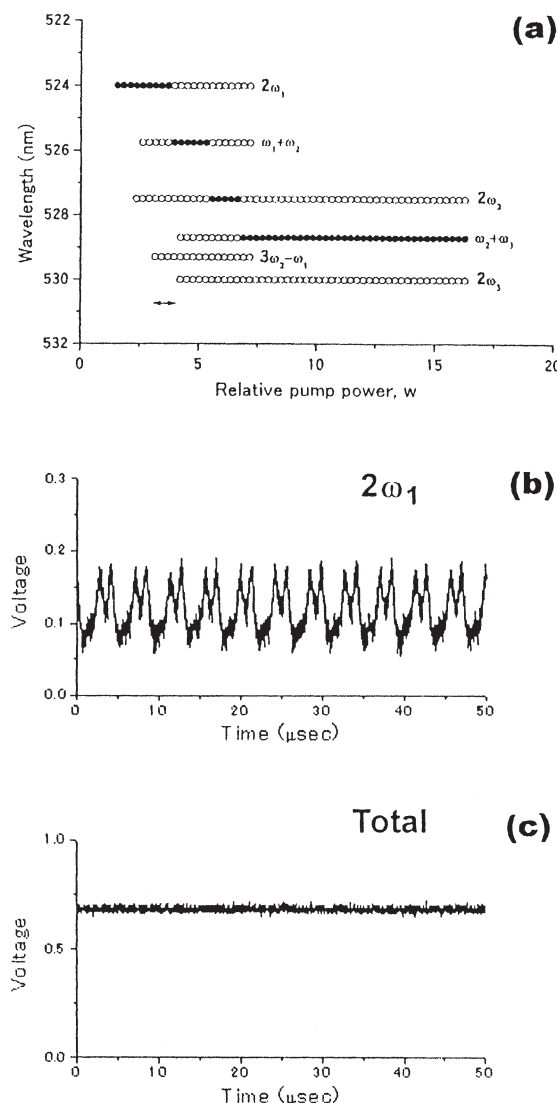 (a)
522
524
526
528
530
532
Wavelength (nm)
2ω₁
ω₁+ω₂
2ω₂
ω₂+ω₃
3ω₂−ω₁
2ω₃
0 5 10 15 20
Relative pump power, w
(b)
2ω₁
0.3
0.2
0.1
0.0
Voltage
0 10 20 30 40 50
Time (μsec)
(c)
Total
1.0
0.5
0.0
Voltage
0 10 20 30 40 50
Time (μsec)